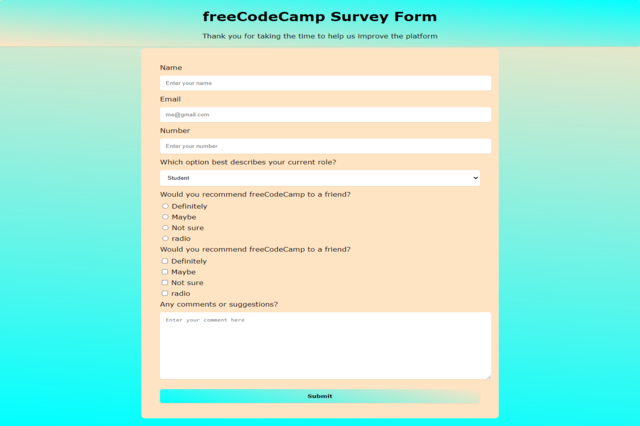 freeCodeCamp Survey Form
Thank you for taking the time to help us improve the platform
Name
Enter your name
Email
me@gmail.com
Number
Enter your number
Which option best describes your current role?
Student
Would you recommend freeCodeCamp to a friend?
Definitely
Maybe
Not sure
radio
Would you recommend freeCodeCamp to a friend?
Definitely
Maybe
Not sure
radio
Any comments or suggestions?
Enter your comment here
Submit